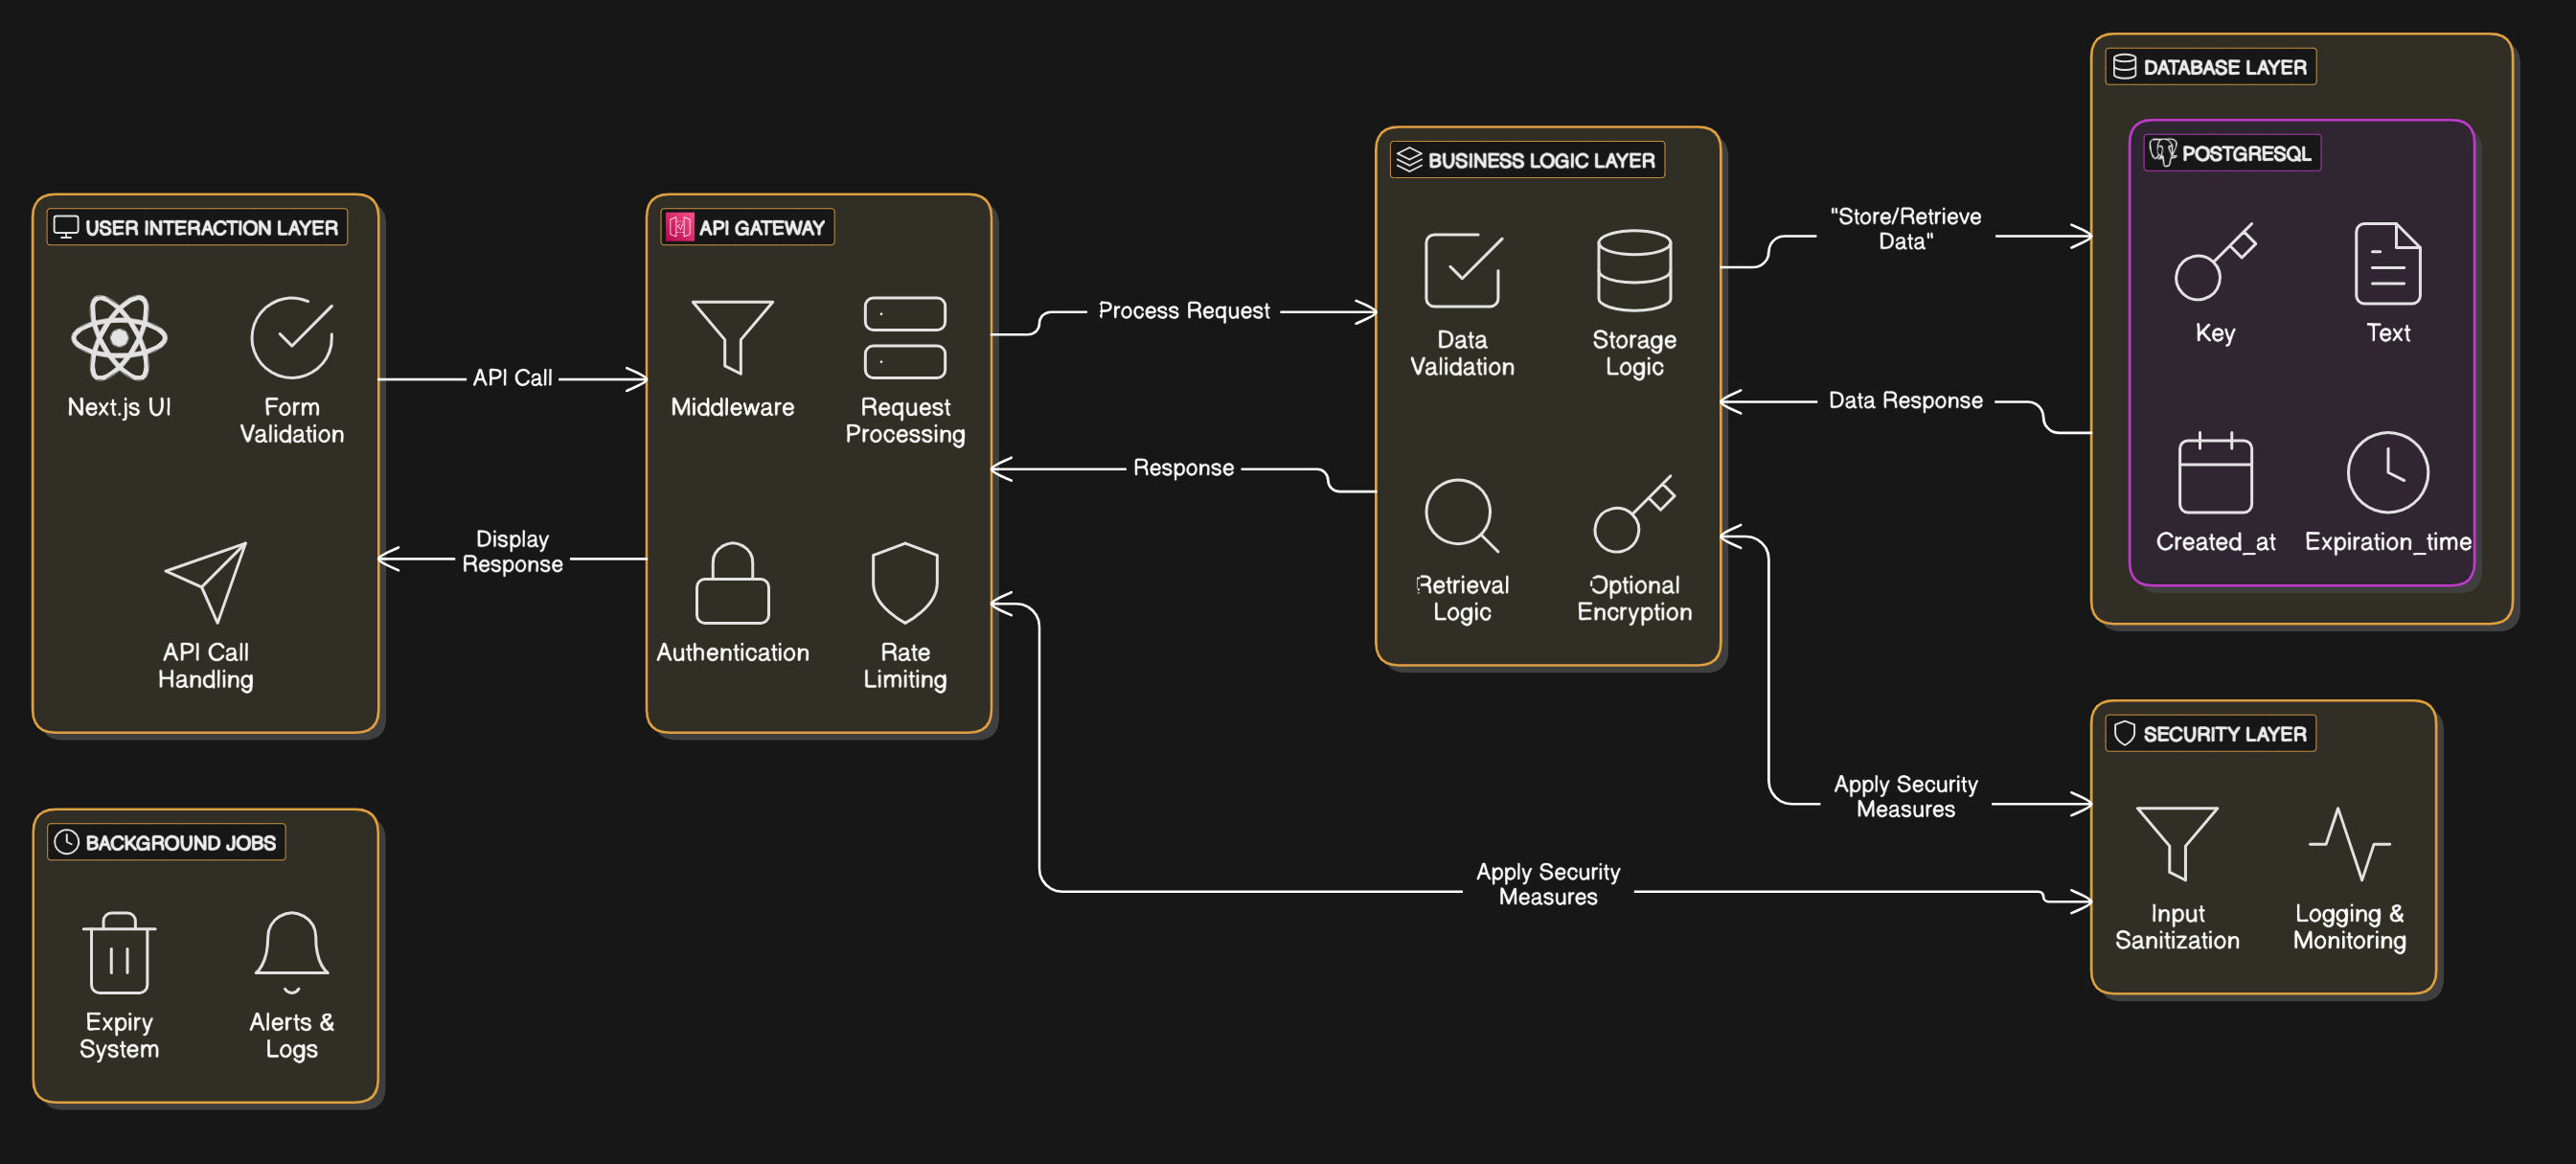 USER INTERACTION LAYER
Next.js UI
Form
Validation
API Call
Handling
API Call
Display
Response
API GATEWAY
Middleware
Request
Processing
Authentication
Rate
Limiting
Process Request
Response
BUSINESS LOGIC LAYER
Data
Validation
Storage
Logic
Retrieval
Logic
Optional
Encryption
"Store/Retrieve
Data"
Data Response
DATABASE LAYER
POSTGRESQL
Key
Text
Created_at
Expiration_time
Apply Security
Measures
Apply Security
Measures
SECURITY LAYER
Input
Sanitization
Logging &
Monitoring
BACKGROUND JOBS
Expiry
System
Alerts &
Logs